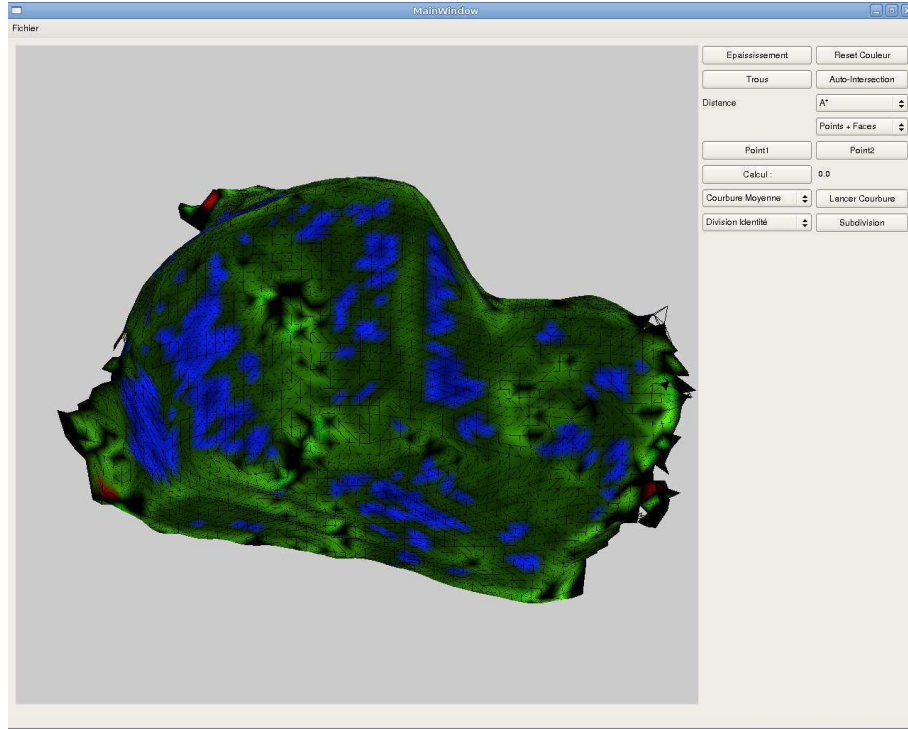 MainWindow
Fichier
Epaississement
Reset Couleur
Trous
Auto-Intersection
Distance
A*
Points + Faces
Point1
Point2
Calcul :
0.0
Courbure Moyenne
Lancer Courbure
Division Identité
Subdivision